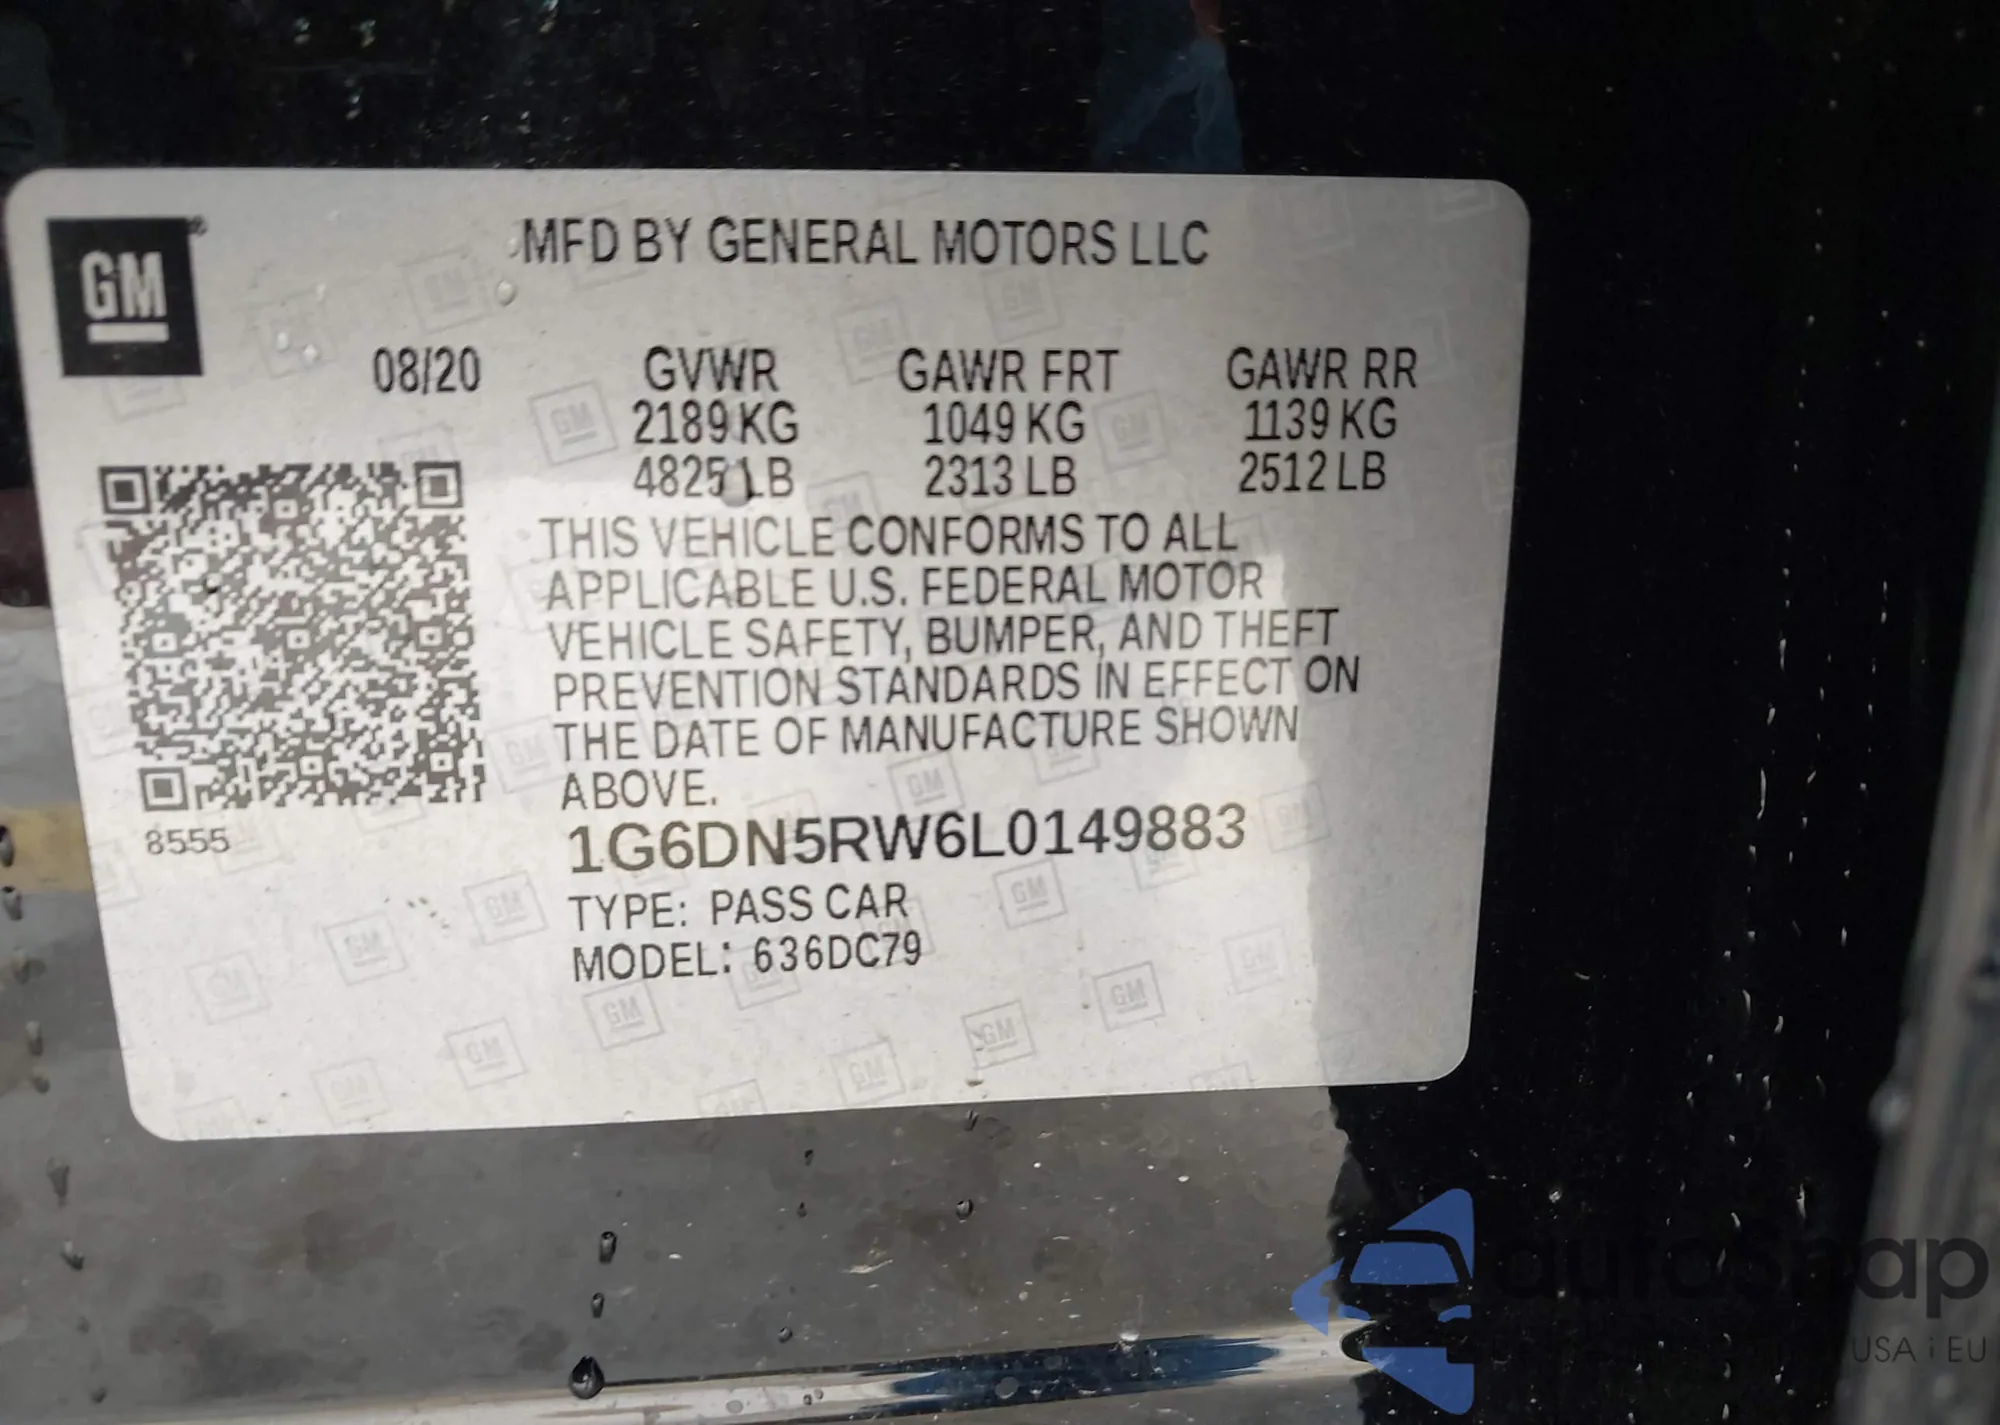 GM
MFD BY GENERAL MOTORS LLC
08/20 GVWR GAWR FRT GAWR RR
2189 KG 1049 KG 1139 KG
4825 LB 2313 LB 2512 LB
THIS VEHICLE CONFORMS TO ALL
APPLICABLE U.S. FEDERAL MOTOR
VEHICLE SAFETY, BUMPER, AND THEFT
PREVENTION STANDARDS IN EFFECT ON
THE DATE OF MANUFACTURE SHOWN
ABOVE.
8555
1G6DN5RW6L0149883
TYPE: PASS CAR
MODEL: 636DC79
autosnap
USA i EU